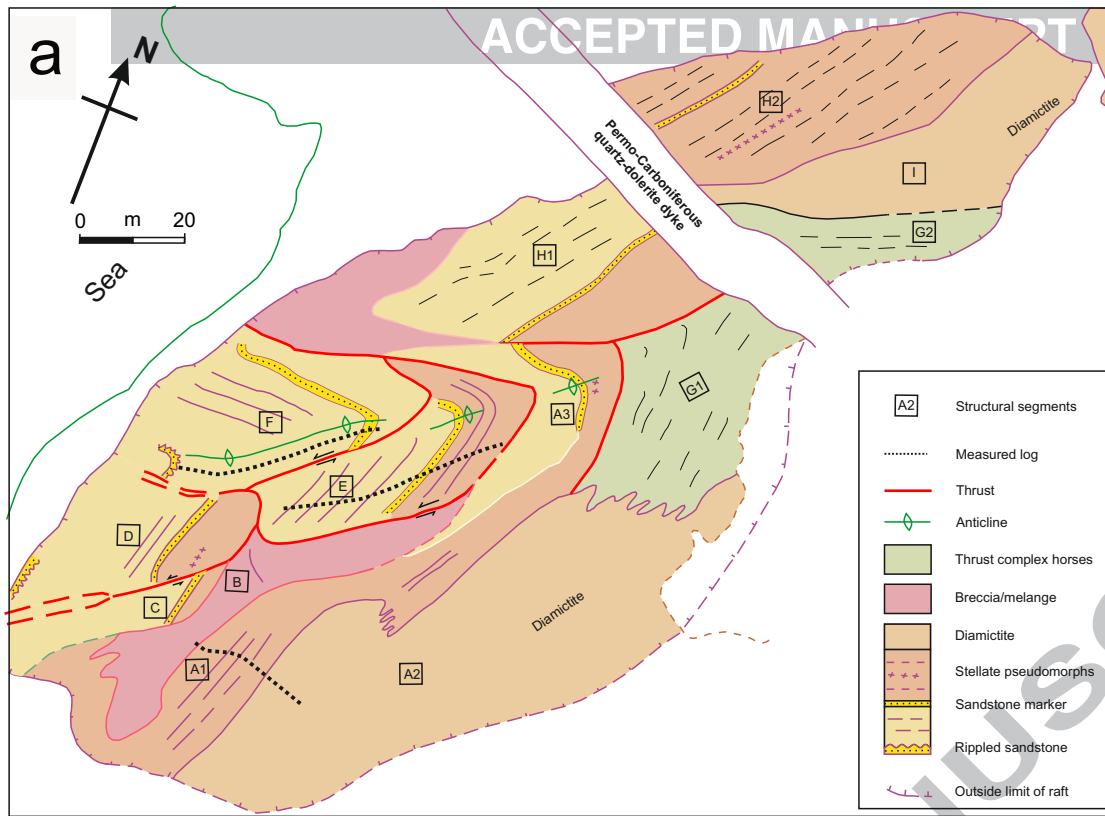 ACCEPTED MANUSCRIPT
a
N
0 m 20
Sea
Permo-Carboniferous
quartz-dolerite dyke
H2
Diamictite
I
G2
H1
G1
A3
F
E
D
B
C
A1
A2
Diamictite
A2 Structural segments
Measured log
Thrust
Anticline
Thrust complex horses
Breccia/melange
Diamictite
Stellate pseudomorphs
Sandstone marker
Rippled sandstone
Outside limit of raft